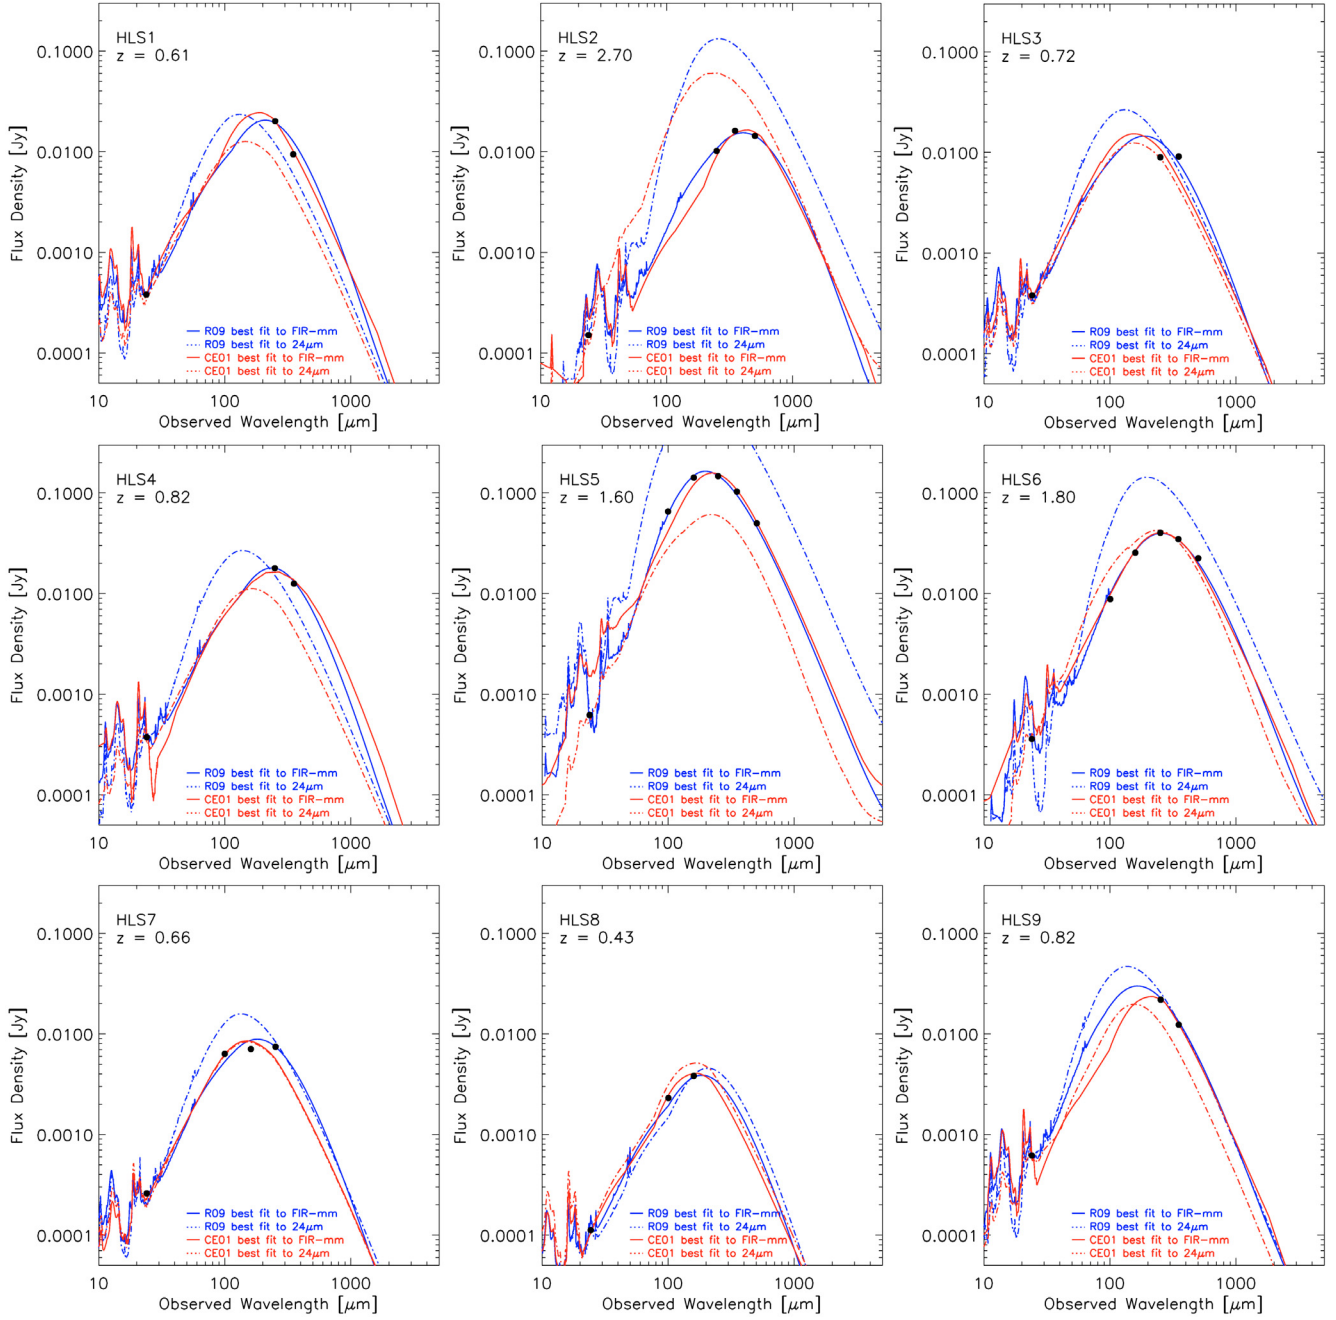 HLS1
z = 0.61
0.1000
0.0100
0.0010
0.0001
Flux Density [Jy]
R09 best fit to FIR-mm
R09 best fit to 24μm
CE01 best fit to FIR-mm
CE01 best fit to 24μm
10 100 1000
Observed Wavelength [μm]
HLS2
z = 2.70
0.1000
0.0100
0.0010
0.0001
Flux Density [Jy]
R09 best fit to FIR-mm
R09 best fit to 24μm
CE01 best fit to FIR-mm
CE01 best fit to 24μm
10 100 1000
Observed Wavelength [μm]
HLS3
z = 0.72
0.1000
0.0100
0.0010
0.0001
Flux Density [Jy]
R09 best fit to FIR-mm
R09 best fit to 24μm
CE01 best fit to FIR-mm
CE01 best fit to 24μm
10 100 1000
Observed Wavelength [μm]
HLS4
z = 0.82
0.1000
0.0100
0.0010
0.0001
Flux Density [Jy]
R09 best fit to FIR-mm
R09 best fit to 24μm
CE01 best fit to FIR-mm
CE01 best fit to 24μm
10 100 1000
Observed Wavelength [μm]
HLS5
z = 1.60
0.1000
0.0100
0.0010
0.0001
Flux Density [Jy]
R09 best fit to FIR-mm
R09 best fit to 24μm
CE01 best fit to FIR-mm
CE01 best fit to 24μm
10 100 1000
Observed Wavelength [μm]
HLS6
z = 1.80
0.1000
0.0100
0.0010
0.0001
Flux Density [Jy]
R09 best fit to FIR-mm
R09 best fit to 24μm
CE01 best fit to FIR-mm
CE01 best fit to 24μm
10 100 1000
Observed Wavelength [μm]
HLS7
z = 0.66
0.1000
0.0100
0.0010
0.0001
Flux Density [Jy]
R09 best fit to FIR-mm
R09 best fit to 24μm
CE01 best fit to FIR-mm
CE01 best fit to 24μm
10 100 1000
Observed Wavelength [μm]
HLS8
z = 0.43
0.1000
0.0100
0.0010
0.0001
Flux Density [Jy]
R09 best fit to FIR-mm
R09 best fit to 24μm
CE01 best fit to FIR-mm
CE01 best fit to 24μm
10 100 1000
Observed Wavelength [μm]
HLS9
z = 0.82
0.1000
0.0100
0.0010
0.0001
Flux Density [Jy]
R09 best fit to FIR-mm
R09 best fit to 24μm
CE01 best fit to FIR-mm
CE01 best fit to 24μm
10 100 1000
Observed Wavelength [μm]